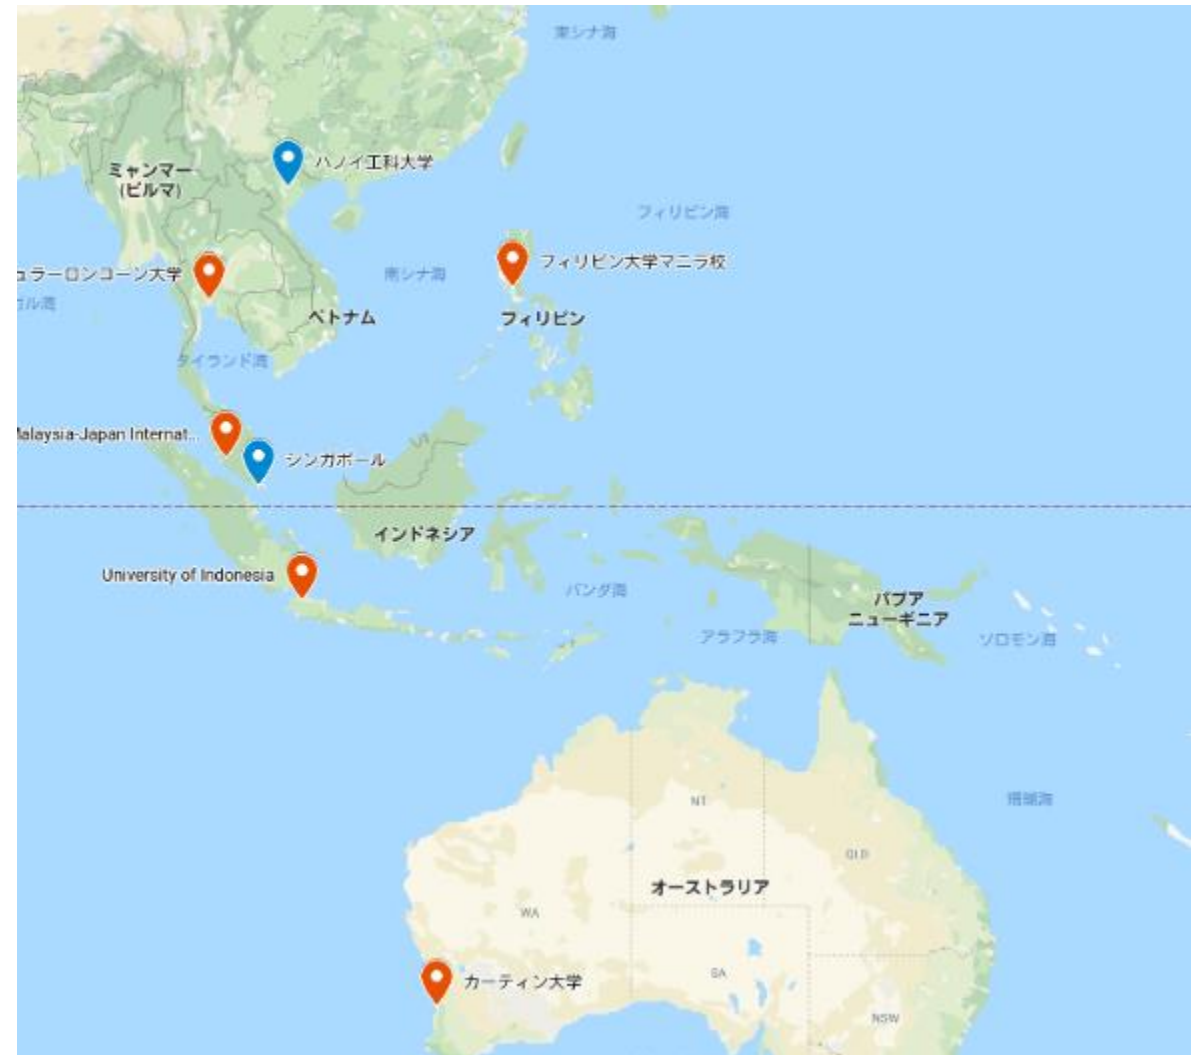 東シナ海
ハノイ工科大学
ミャンマー
(ビルマ)
フィリピン海
フィリピン大学マニラ校
ュラーロンコーン大学
南シナ海
ガル湾
ベトナム
フィリピン
タイランド湾
Malaysia-Japan Internat...
シンガポール
インドネシア
University of Indonesia
バンダ海
パプア
ニューギニア
アラフラ海
ソロモン海
NT
珊瑚海
QLD
オーストラリア
WA
SA
カーティン大学
NSW